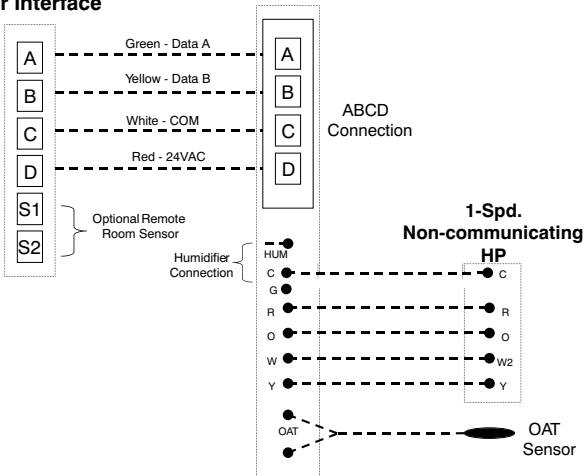 r Interface
A
B
C
D
S1
S2
Green - Data A
Yellow - Data B
White - COM
Red - 24VAC
A
B
C
D
ABCD
Connection
Optional Remote
Room Sensor
Humidifier
Connection
HUM
C
G
R
O
W
Y
OAT
1-Spd.
Non-communicating
HP
C
R
O
W2
Y
OAT
Sensor